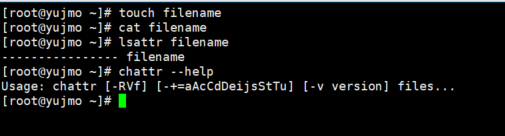 [root@yujmo ~]# touch filename
[root@yujmo ~]# cat filename
[root@yujmo ~]# lsattr filename
---------------- filename
[root@yujmo ~]# chattr --help
Usage: chattr [-RVf] [-+=aAcCdDeijsStTu] [-v version] files...
[root@yujmo ~]#